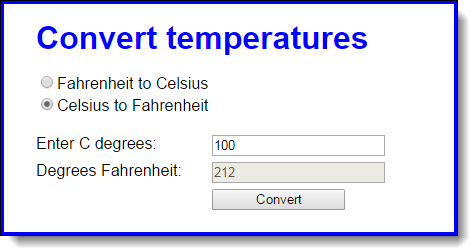 Convert temperatures
Fahrenheit to Celsius
Celsius to Fahrenheit
Enter C degrees: 100
Degrees Fahrenheit: 212
Convert